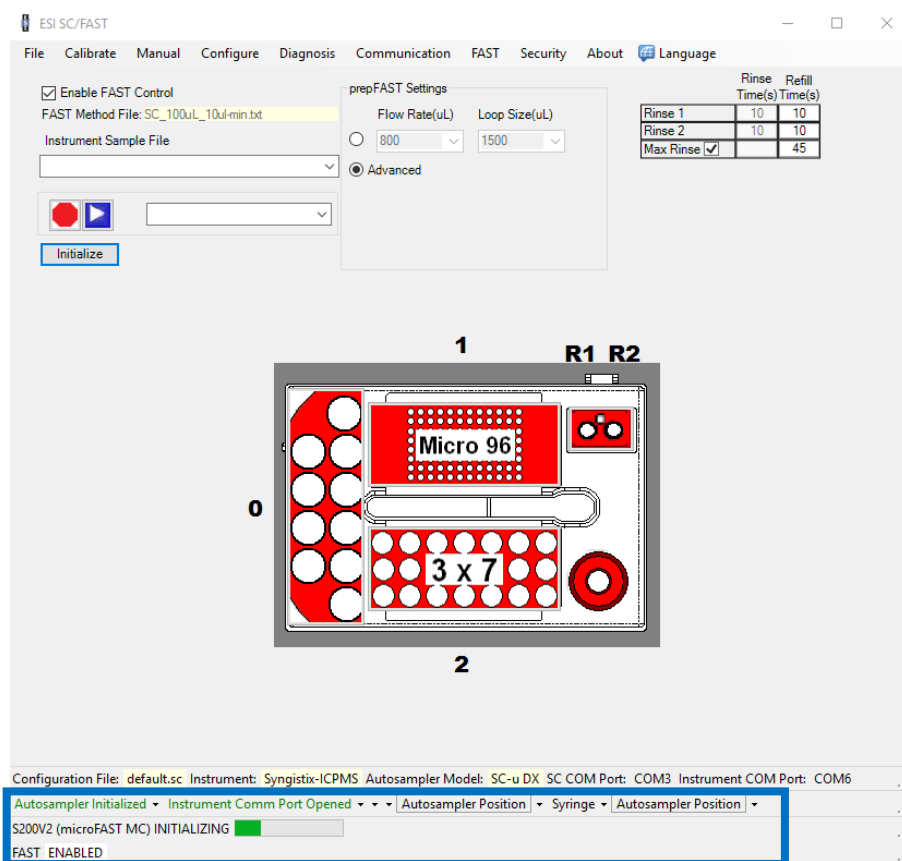 ESI SC/FAST
File Calibrate Manual Configure Diagnosis Communication FAST Security About Language
Enable FAST Control
FAST Method File: SC_100uL_10ul-min.txt
Instrument Sample File
Initialize
prepFAST Settings
Flow Rate(uL) Loop Size(uL)
800 1500
Advanced
Rinse Refill
Time(s) Time(s)
Rinse 1 10 10
Rinse 2 10 10
Max Rinse 45
1
R1 R2
Micro 96
0
3 x 7
2
Configuration File: default.sc Instrument: Syngistix-ICPMS Autosampler Model: SC-u DX SC COM Port: COM3 Instrument COM Port: COM6
Autosampler Initialized Instrument Comm Port Opened Autosampler Position Syringe Autosampler Position
S200V2 (microFAST MC) INITIALIZING
FAST ENABLED